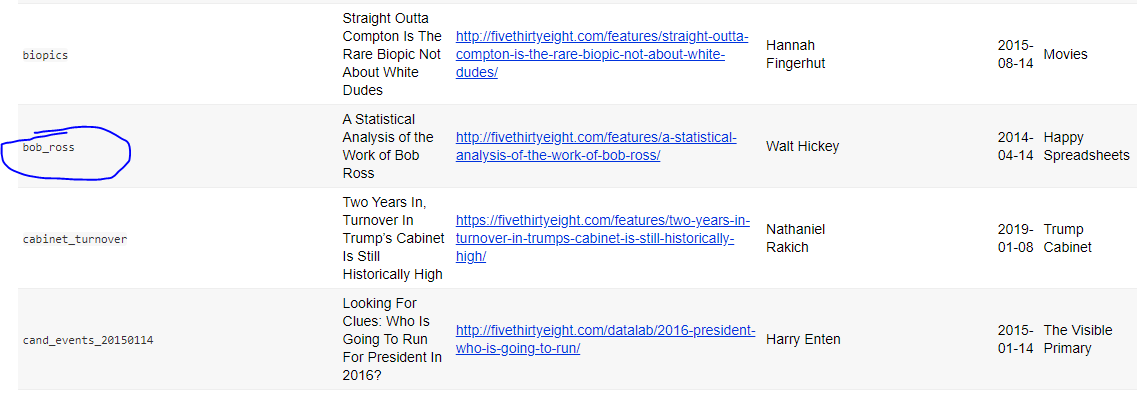 biopics
Straight Outta
Compton Is The
Rare Biopic Not
About White
Dudes
http://fivethirtyeight.com/features/straight-outta-
compton-is-the-rare-biopic-not-about-white-
dudes/
Hannah
Fingerhut
2015-
08-14
Movies
bob_ross
A Statistical
Analysis of the
Work of Bob
Ross
http://fivethirtyeight.com/features/a-statistical-
analysis-of-the-work-of-bob-ross/
Walt Hickey
2014-
04-14
Happy
Spreadsheets
cabinet_turnover
Two Years In,
Turnover In
Trump's Cabinet
Is Still
Historically High
https://fivethirtyeight.com/features/two-years-in-
turnover-in-trumps-cabinet-is-still-historically-
high/
Nathaniel
Rakich
2019-
01-08
Trump
Cabinet
cand_events_20150114
Looking For
Clues: Who Is
Going To Run
For President In
2016?
http://fivethirtyeight.com/datalab/2016-president-
who-is-going-to-run/
Harry Enten
2015-
01-14
The Visible
Primary